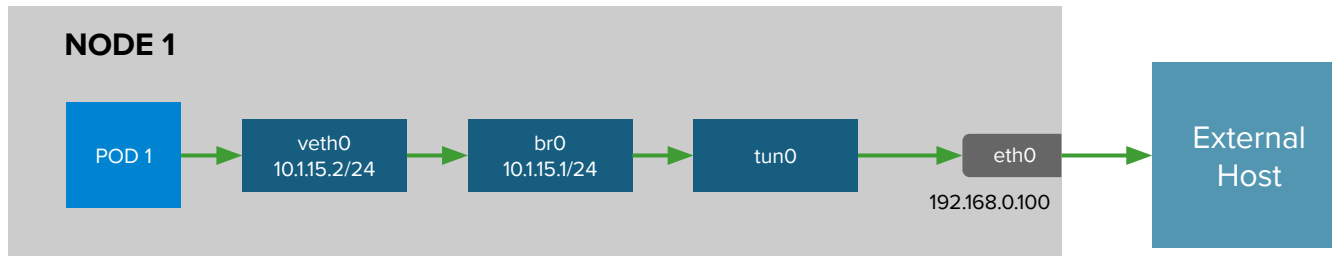 NODE 1
POD 1
veth0
10.1.15.2/24
br0
10.1.15.1/24
tun0
eth0
192.168.0.100
External
Host